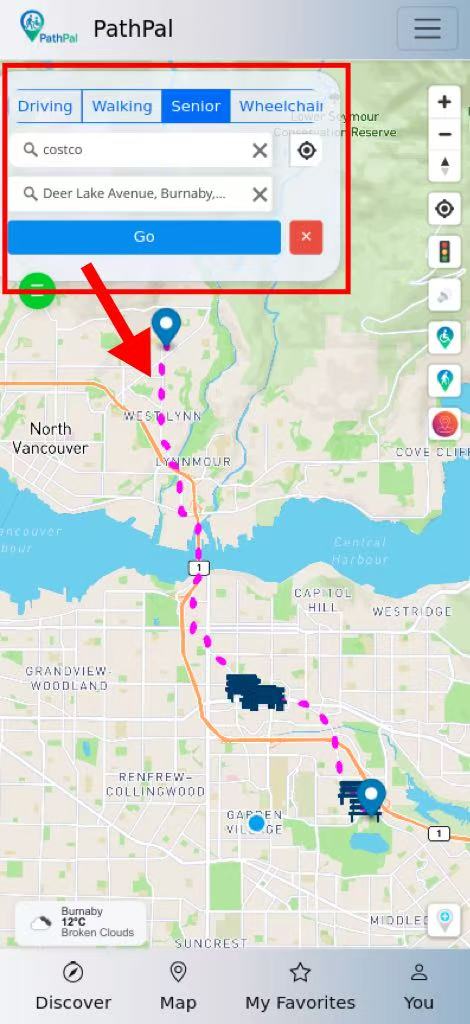 PathPal
PathPal
Driving
Walking
Senior
Wheelchair
Lower Seymour
Conservation Reserve
costco
Deer Lake Avenue, Burnaby,...
Go
North
Vancouver
WEST LYNN
LYNNMOUR
COVE CLIFF
Central
Harbour
1
CAPITOL
HILL
WESTRIDGE
GRANDVIEW-
WOODLAND
RENFREW-
COLLINGWOOD
GARDEN
VILLAGE
1
Burnaby
12°C
Broken Clouds
SUNCREST
Discover
Map
My Favorites
You